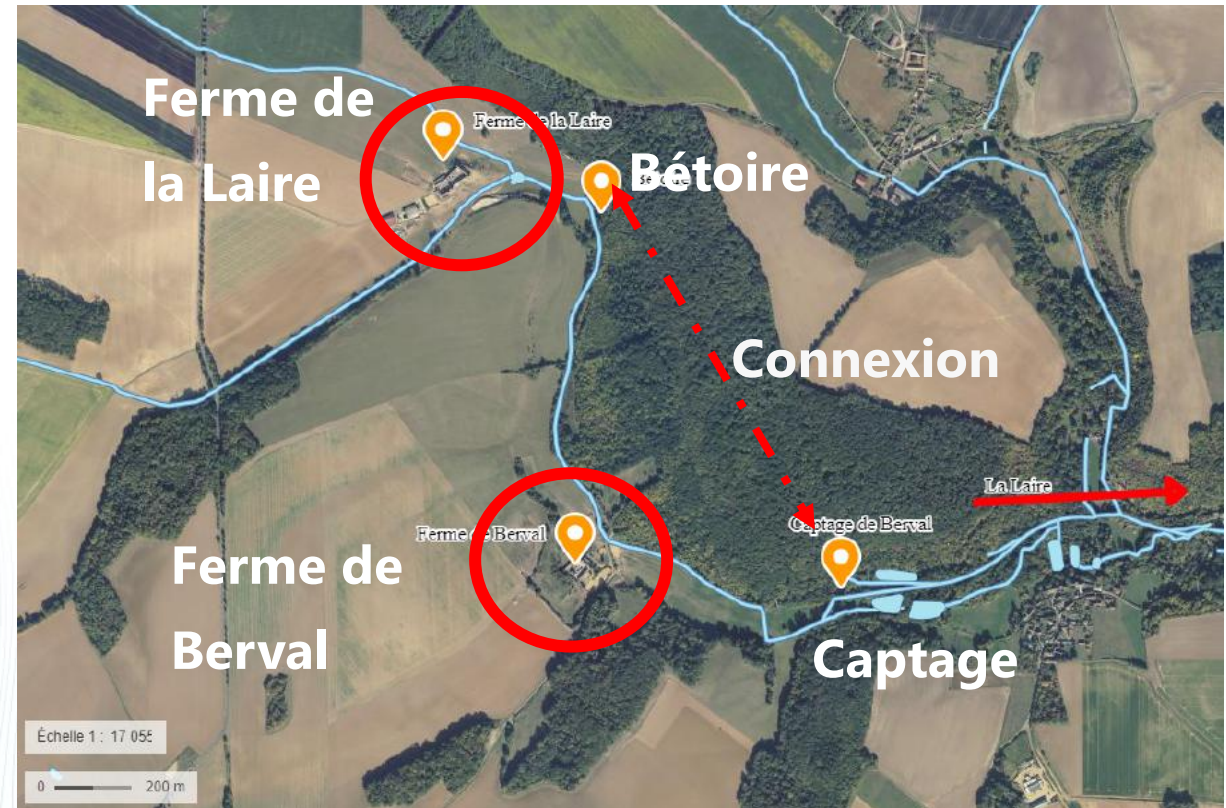 Ferme de
la Laire
Ferme de la Laire
Bétoire
Connexion
La Laire
Captage de Berval
Ferme de Berval
Ferme de
Berval
Captage
Échelle 1 : 17 055
0 200 m